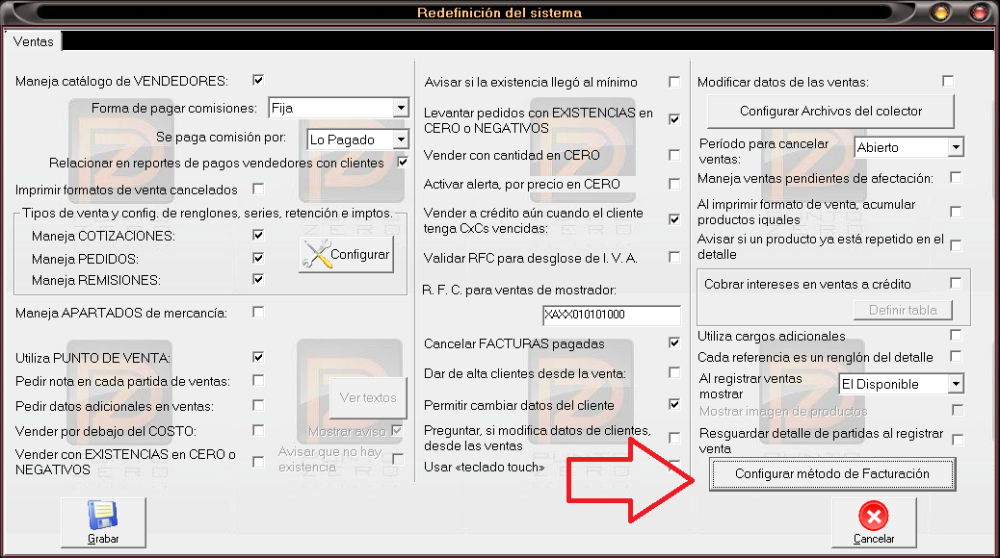 Redefinición del sistema
Ventas
Maneja catálogo de VENDEDORES:
Forma de pagar comisiones:
Fija
Se paga comisión por:
Lo Pagado
Relacionar en reportes de pagos vendedores con clientes
Imprimir formatos de venta cancelados
Tipos de venta y config. de renglones, series, retención e imptos.
Maneja COTIZACIONES:
Maneja PEDIDOS:
Maneja REMISIONES:
Configurar
Maneja APARTADOS de mercancía:
Utiliza PUNTO DE VENTA:
Pedir nota en cada partida de ventas:
Pedir datos adicionales en ventas:
Ver textos
Vender por debajo del COSTO:
Mostrar aviso
Vender con EXISTENCIAS en CERO o
NEGATIVOS
Avisar que no hay
existencia
Grabar
Avisar si la existencia llegó al mínimo
Levantar pedidos con EXISTENCIAS en
CERO o NEGATIVOS
Vender con cantidad en CERO
Activar alerta, por precio en CERO
Vender a crédito aún cuando el cliente
tenga CxCs vencidas:
Validar RFC para desglose de I. V. A.
R. F. C. para ventas de mostrador:
XAXX010101000
Cancelar FACTURAS pagadas
Dar de alta clientes desde la venta:
Permitir cambiar datos del cliente
Preguntar, si modifica datos de clientes,
desde las ventas
Usar «teclado touch»
Modificar datos de las ventas:
Configurar Archivos del colector
Período para cancelar
ventas:
Abierto
Maneja ventas pendientes de afectación:
Al imprimir formato de venta, acumular
productos iguales
Avisar si un producto ya está repetido en el
detalle
Cobrar intereses en ventas a crédito
Definir tabla
Utiliza cargos adicionales
Cada referencia es un renglón del detalle
Al registrar ventas
mostrar
El Disponible
Mostrar imagen de productos
Resguardar detalle de partidas al registrar
venta
Configurar método de Facturación
Cancelar